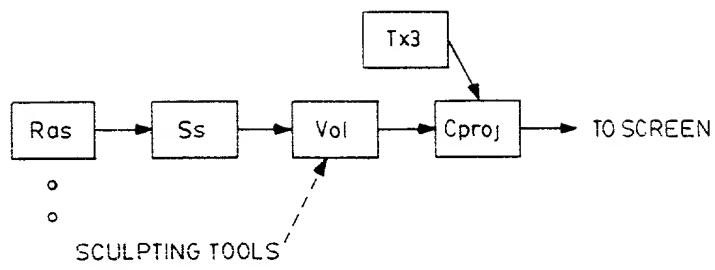 Tx3
Ras
Ss
Vol
Cproj
TO SCREEN
SCULPTING TOOLS